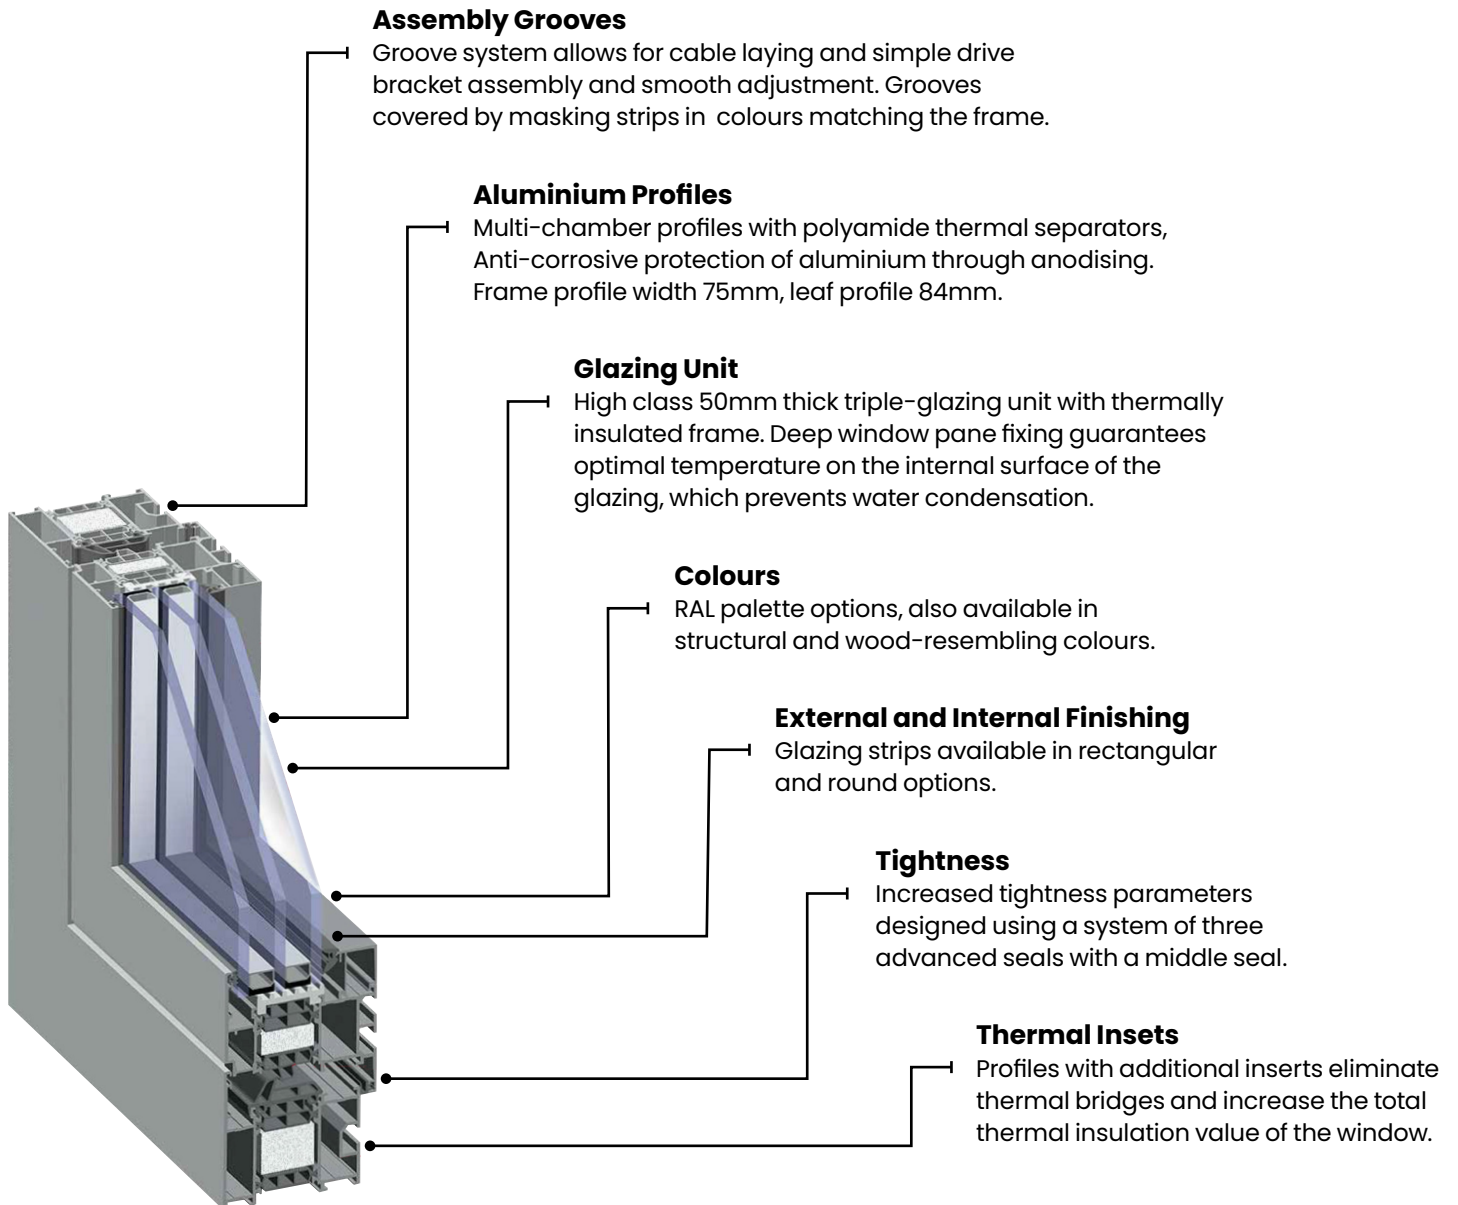 Assembly Grooves
Groove system allows for cable laying and simple drive
bracket assembly and smooth adjustment. Grooves
covered by masking strips in  colours matching the frame.
Aluminium Profiles
Multi-chamber profiles with polyamide thermal separators,
Anti-corrosive protection of aluminium through anodising.
Frame profile width 75mm, leaf profile 84mm.
Glazing Unit
High class 50mm thick triple-glazing unit with thermally
insulated frame. Deep window pane fixing guarantees
optimal temperature on the internal surface of the
glazing, which prevents water condensation.
Colours
RAL palette options, also available in
structural and wood-resembling colours.
External and Internal Finishing
Glazing strips available in rectangular
and round options.
Tightness
Increased tightness parameters
designed using a system of three
advanced seals with a middle seal.
Thermal Insets
Profiles with additional inserts eliminate
thermal bridges and increase the total
thermal insulation value of the window.